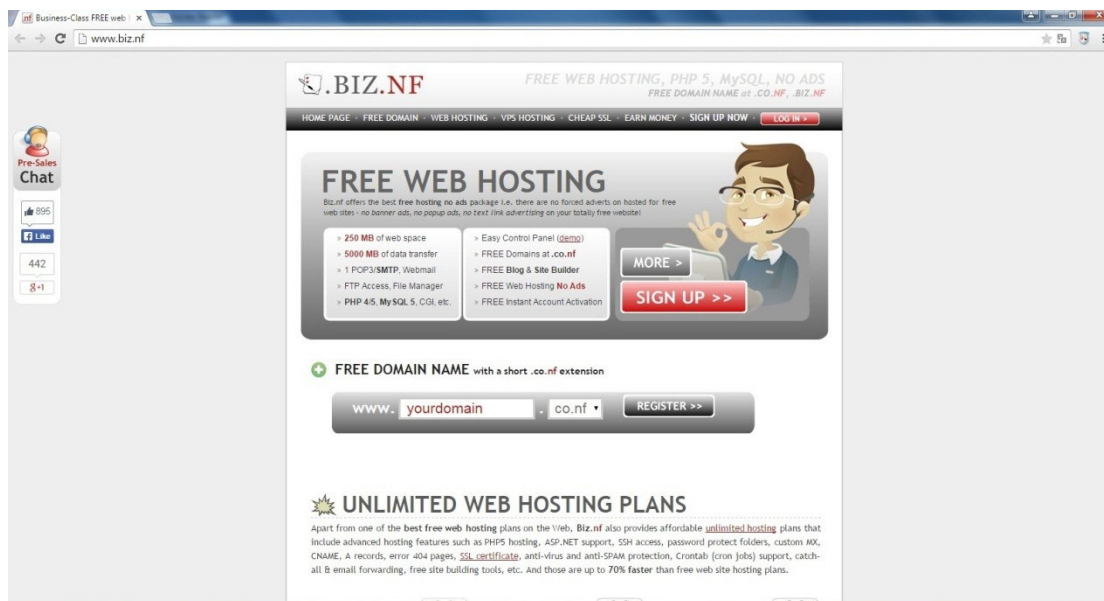 Business-Class FREE web
www.biz.nf
.BIZ.NF
FREE WEB HOSTING, PHP 5, MySQL, NO ADS
FREE DOMAIN NAME at .CO.NF, .BIZ.NF
HOME PAGE - FREE DOMAIN - WEB HOSTING - VPS HOSTING - CHEAP SSL - EARN MONEY - SIGN UP NOW - LOG IN >
Pre-Sales
Chat
895
Like
442
g+1
FREE WEB HOSTING
Biz.nf offers the best free hosting no ads package i.e. there are no forced adverts on hosted for free
web sites - no banner ads, no popup ads, no text link advertising on your totally free website!
» 250 MB of web space
» 5000 MB of data transfer
» 1 POP3/SMTP, Webmail
» FTP Access, File Manager
» PHP 4/5, MySQL 5, CGI, etc.
» Easy Control Panel (demo)
» FREE Domains at .co.nf
» FREE Blog & Site Builder
» FREE Web Hosting No Ads
» FREE Instant Account Activation
MORE >
SIGN UP >>
FREE DOMAIN NAME with a short .co.nf extension
www. yourdomain . co.nf REGISTER >>
UNLIMITED WEB HOSTING PLANS
Apart from one of the best free web hosting plans on the Web, Biz.nf also provides affordable unlimited hosting plans that
include advanced hosting features such as PHP5 hosting, ASP.NET support, SSH access, password protect folders, custom MX,
CNAME, A records, error 404 pages, SSL certificate, anti-virus and anti-SPAM protection, Crontab (cron jobs) support, catch-
all & email forwarding, free site building tools, etc. And those are up to 70% faster than free web site hosting plans.